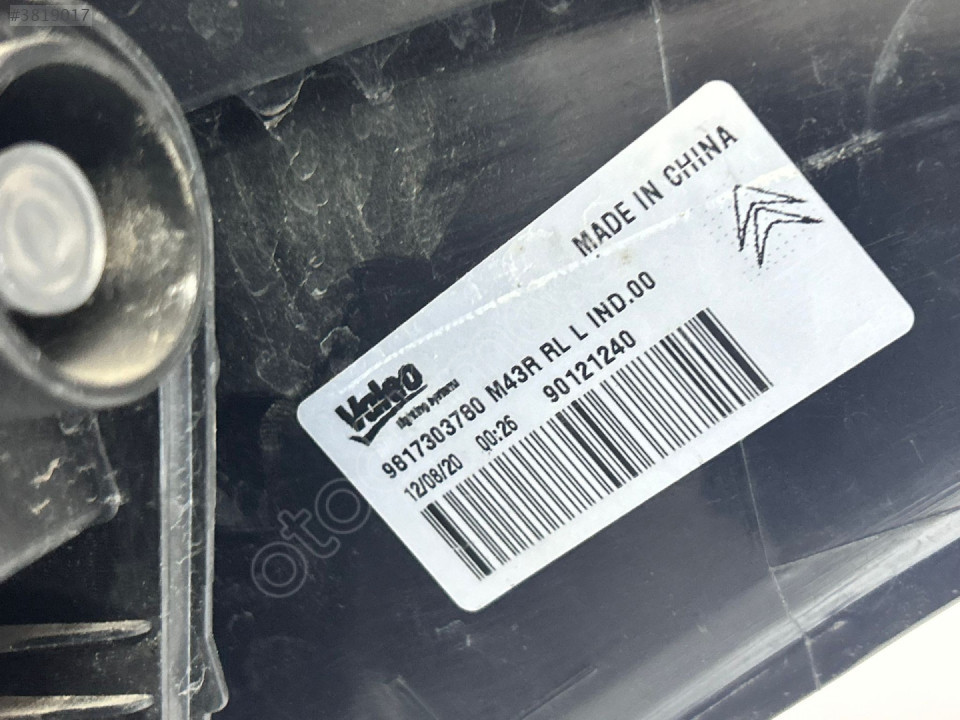 #3819017
MADE IN CHINA
Valeo
9817303780 M43R RL L IND.00
12/08/20 00:26 90121240
oto